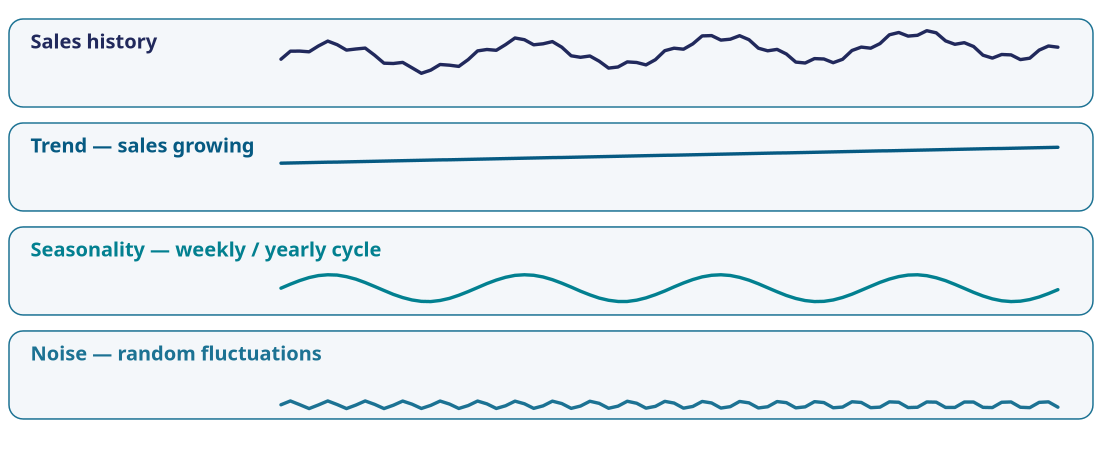 Sales history
Trend — sales growing
Seasonality — weekly / yearly cycle
Noise — random fluctuations